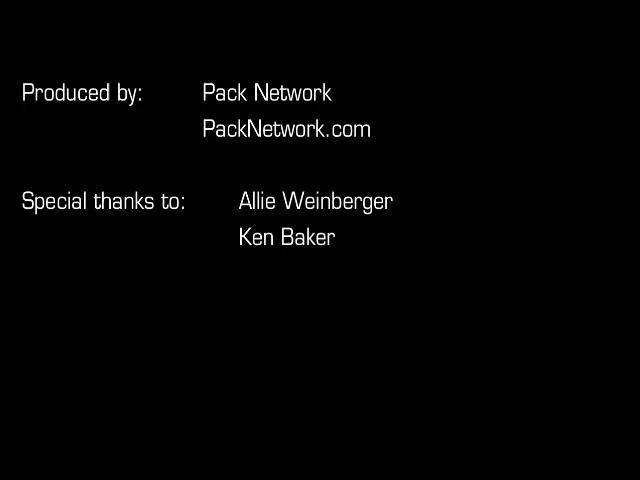 Produced by: Pack Network
PackNetwork.com
Special thanks to: Allie Weinberger
Ken Baker